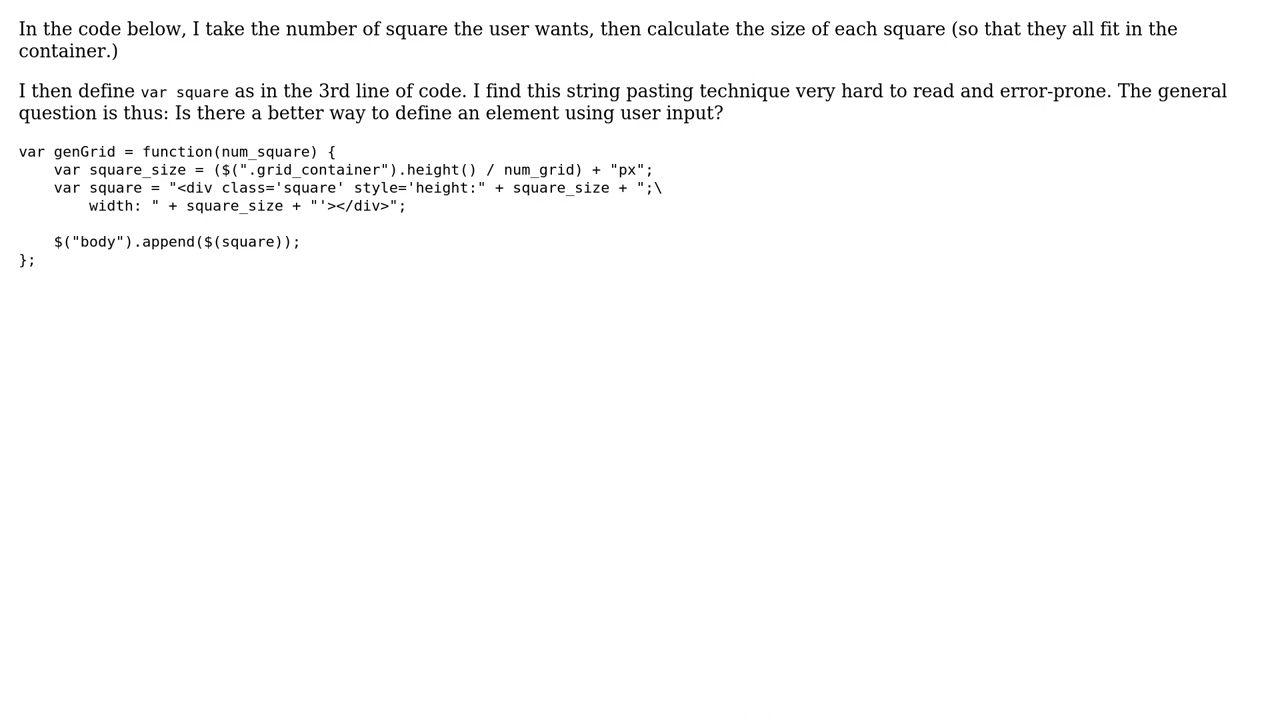 In the code below, I take the number of square the user wants, then calculate the size of each square (so that they all fit in the
container.)
I then define var square as in the 3rd line of code. I find this string pasting technique very hard to read and error-prone. The general
question is thus: Is there a better way to define an element using user input?
var genGrid = function(num_square) {
    var square_size = ($(".grid_container").height() / num_grid) + "px";
    var square = "<div class='square' style='height:" + square_size + ";\
        width: " + square_size + "'></div>";
    $("body").append($(square));
};